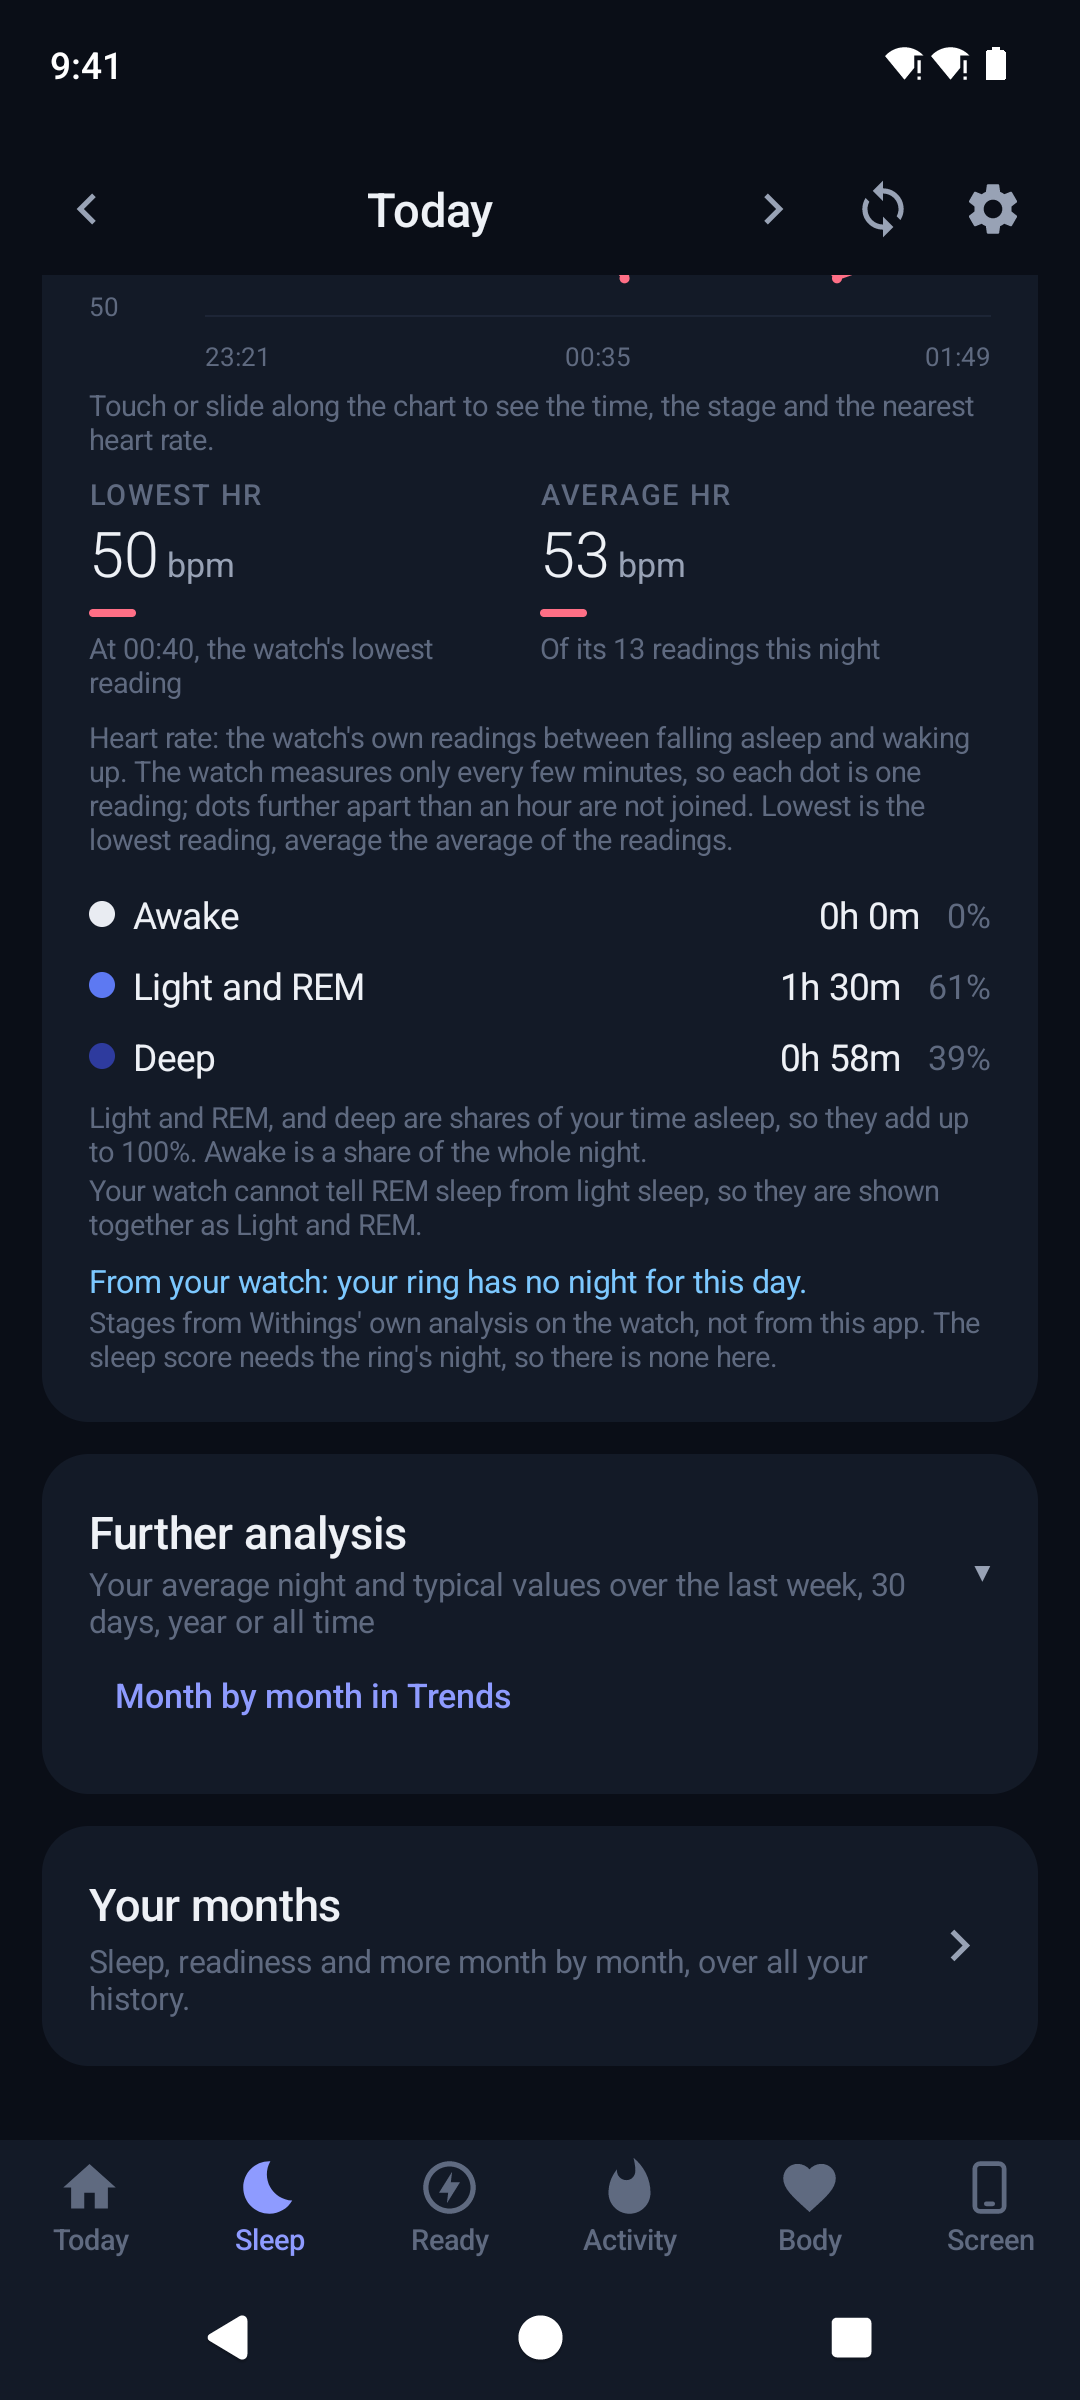 9:41
Today
50
23:21 00:35 01:49
Touch or slide along the chart to see the time, the stage and the nearest
heart rate.
LOWEST HR AVERAGE HR
50 bpm 53 bpm
At 00:40, the watch's lowest
reading
Of its 13 readings this night
Heart rate: the watch's own readings between falling asleep and waking
up. The watch measures only every few minutes, so each dot is one
reading; dots further apart than an hour are not joined. Lowest is the
lowest reading, average the average of the readings.
Awake 0h 0m 0%
Light and REM 1h 30m 61%
Deep 0h 58m 39%
Light and REM, and deep are shares of your time asleep, so they add up
to 100%. Awake is a share of the whole night.
Your watch cannot tell REM sleep from light sleep, so they are shown
together as Light and REM.
From your watch: your ring has no night for this day.
Stages from Withings' own analysis on the watch, not from this app. The
sleep score needs the ring's night, so there is none here.
Further analysis
Your average night and typical values over the last week, 30
days, year or all time
Month by month in Trends
Your months
Sleep, readiness and more month by month, over all your
history.
Today Sleep Ready Activity Body Screen